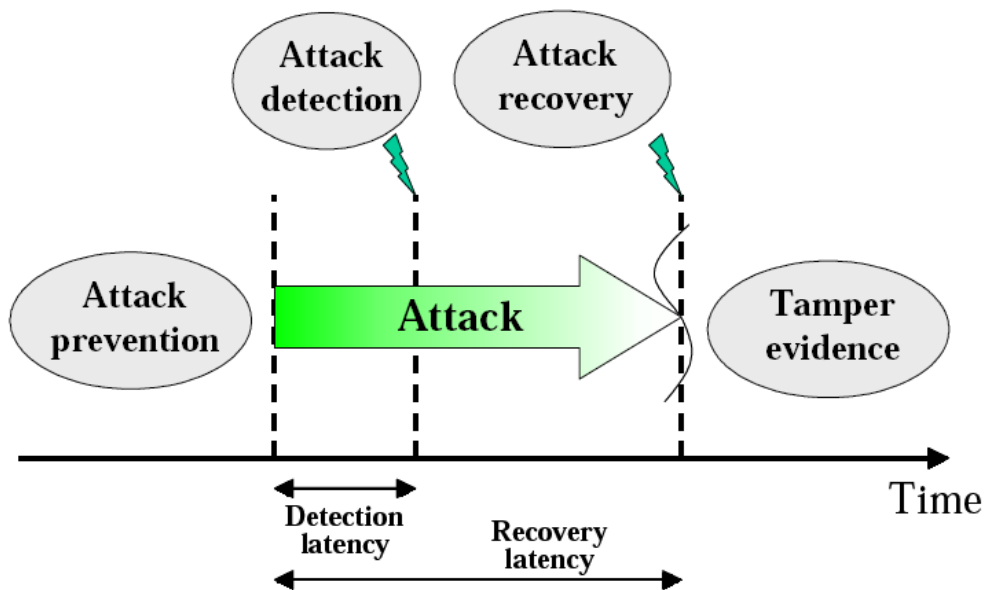 Attack
detection
Attack
recovery
Attack
prevention
Attack
Tamper
evidence
Time
Detection
latency
Recovery
latency